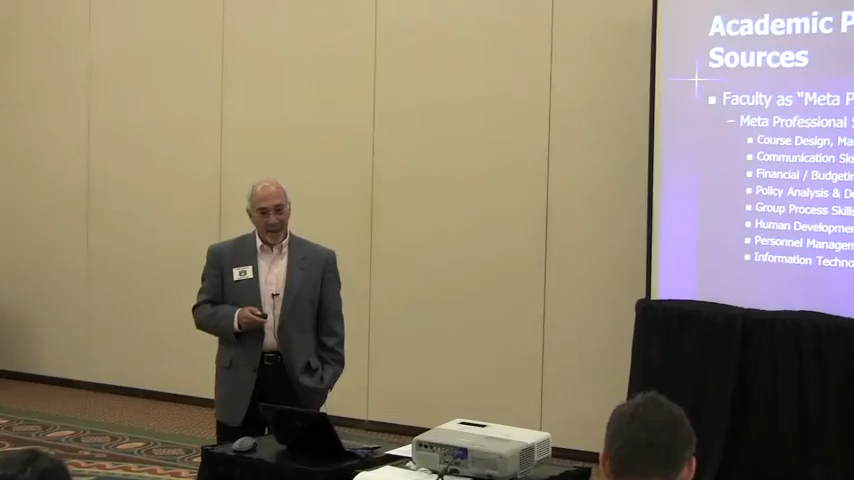 Academic P
Sources
Faculty as "Meta P
– Meta Professional S
Course Design, Ma
Communication Ski
Financial / Budgetin
Policy Analysis & De
Group Process Skills
Human Developme
Personnel Managem
Information Techno